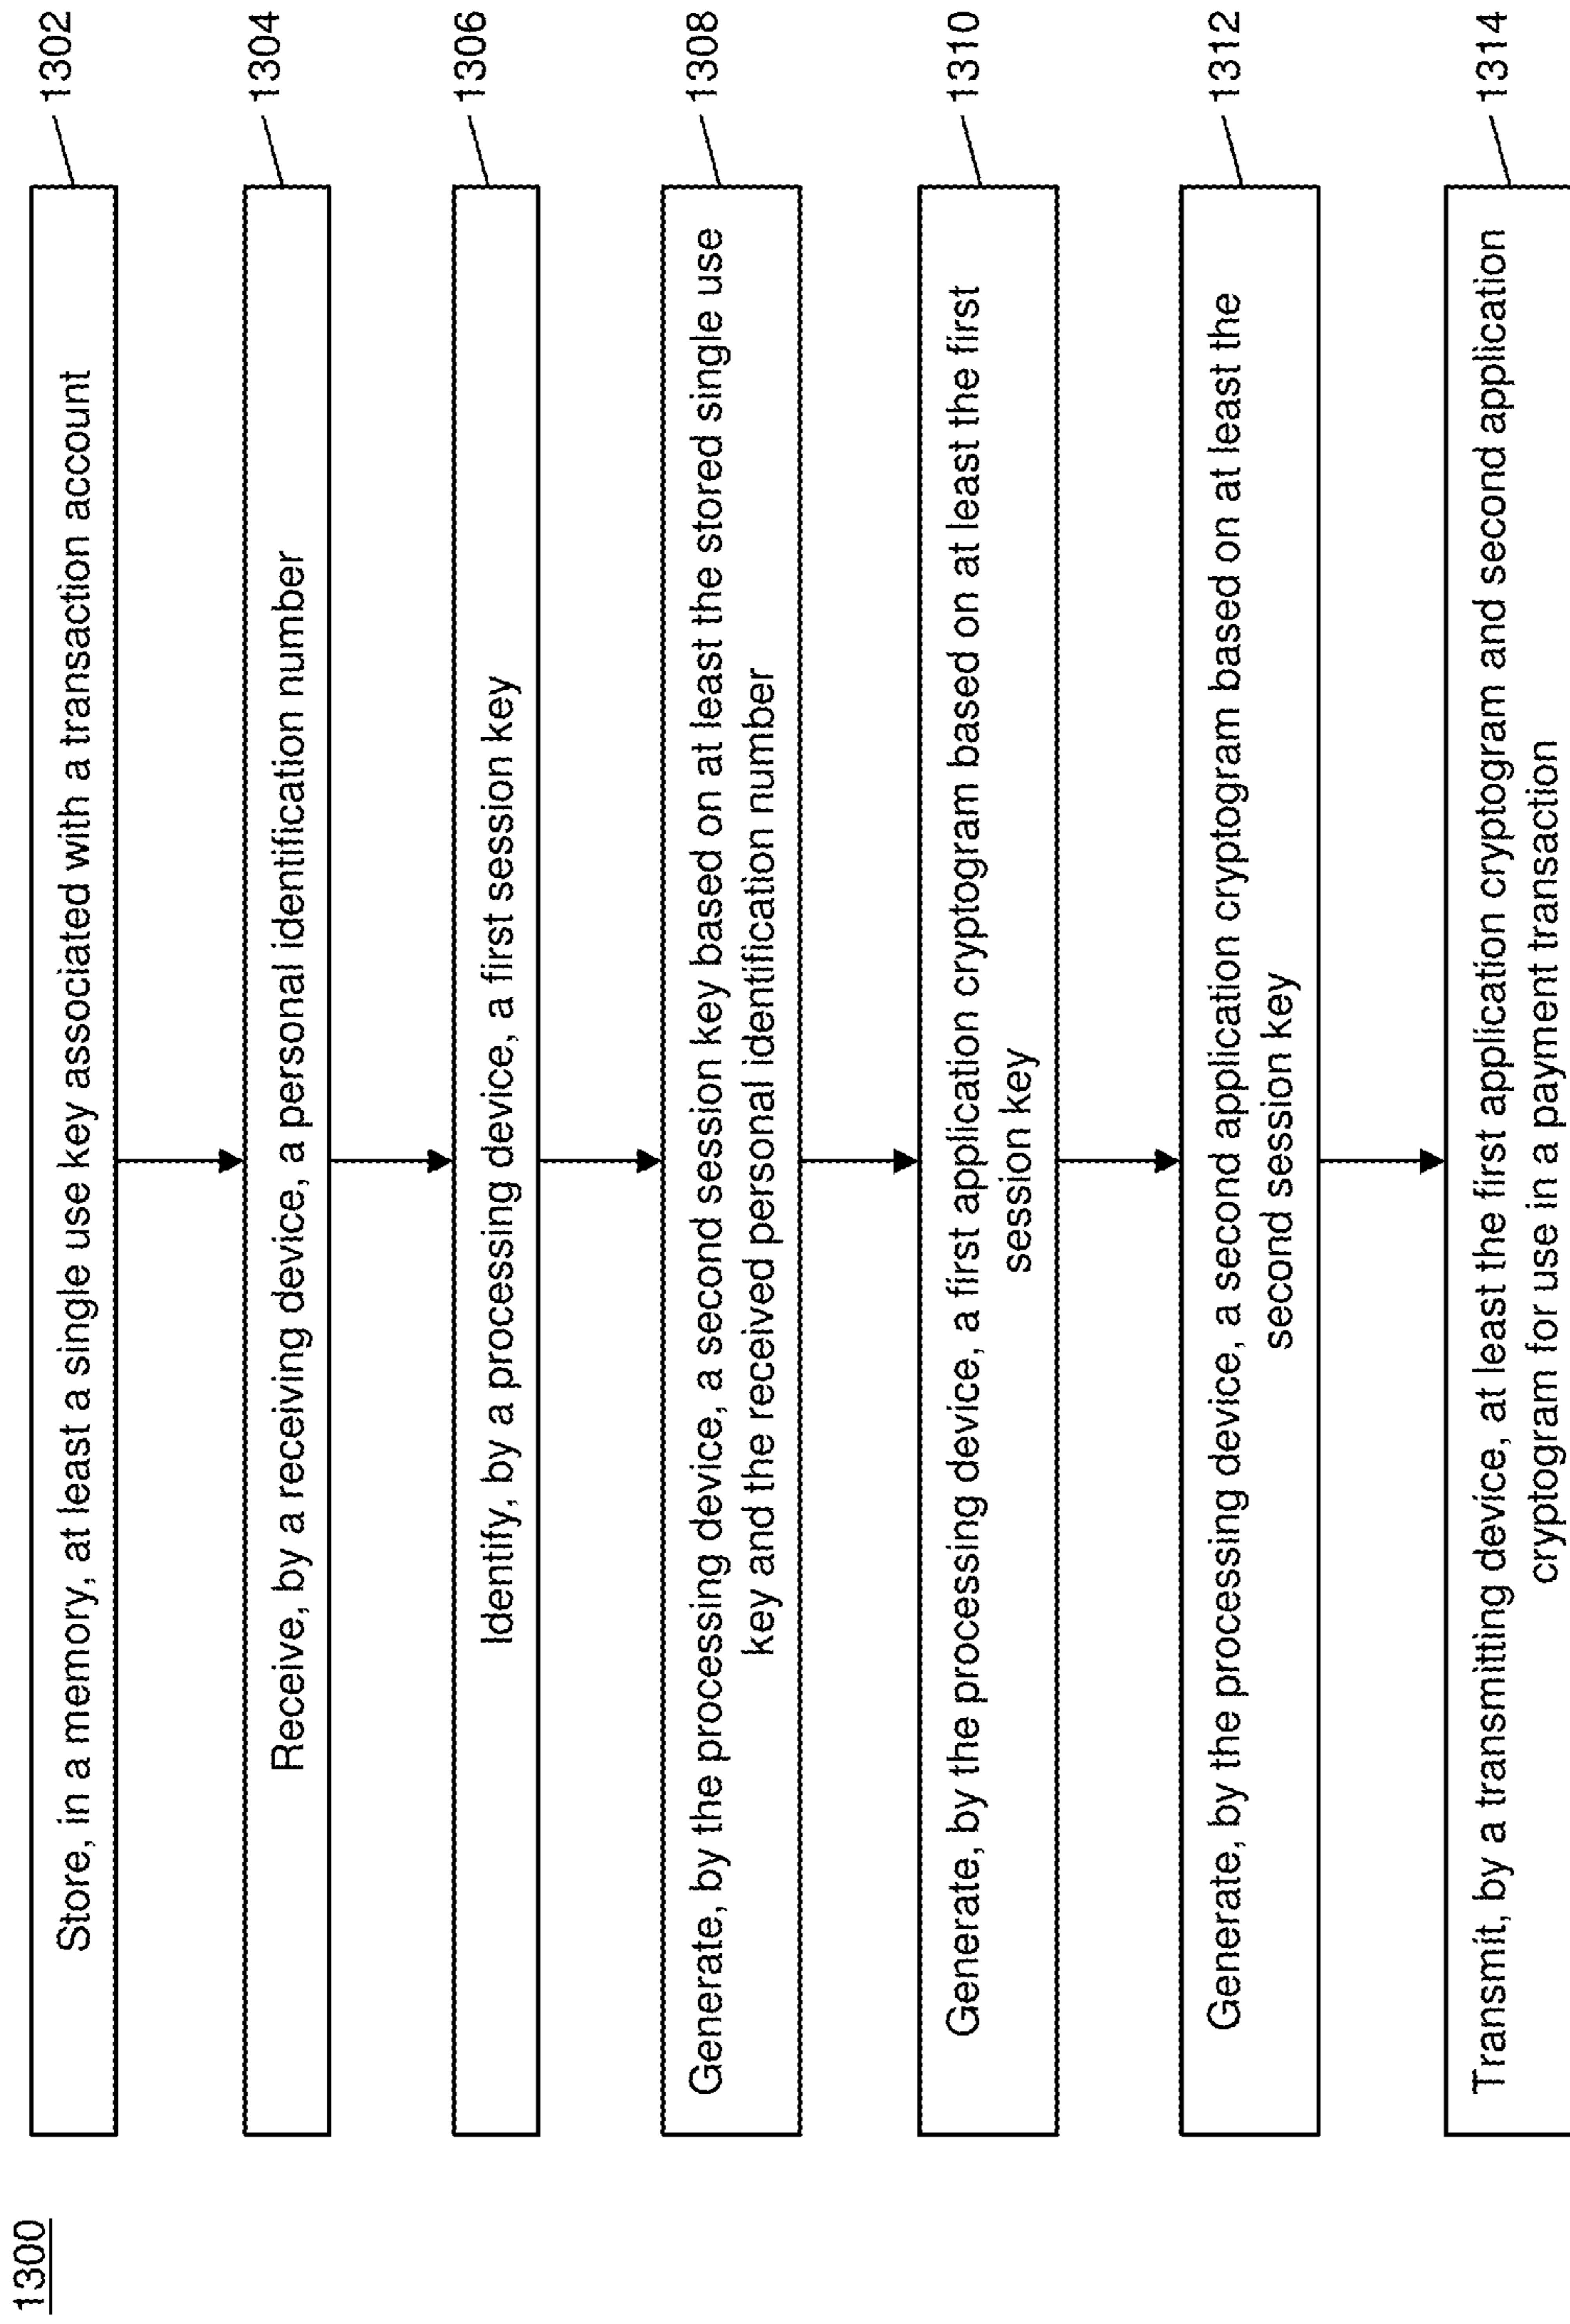 1300
Store, in a memory, at least a single use key associated with a transaction account
1302
Receive, by a receiving device, a personal identification number
1304
Identify, by a processing device, a first session key
1306
Generate, by the processing device, a second session key based on at least the stored single use
key and the received personal identification number
1308
Generate, by the processing device, a first application cryptogram based on at least the first
session key
1310
Generate, by the processing device, a second application cryptogram based on at least the
second session key
1312
Transmit, by a transmitting device, at least the first application cryptogram and second application
cryptogram for use in a payment transaction
1314